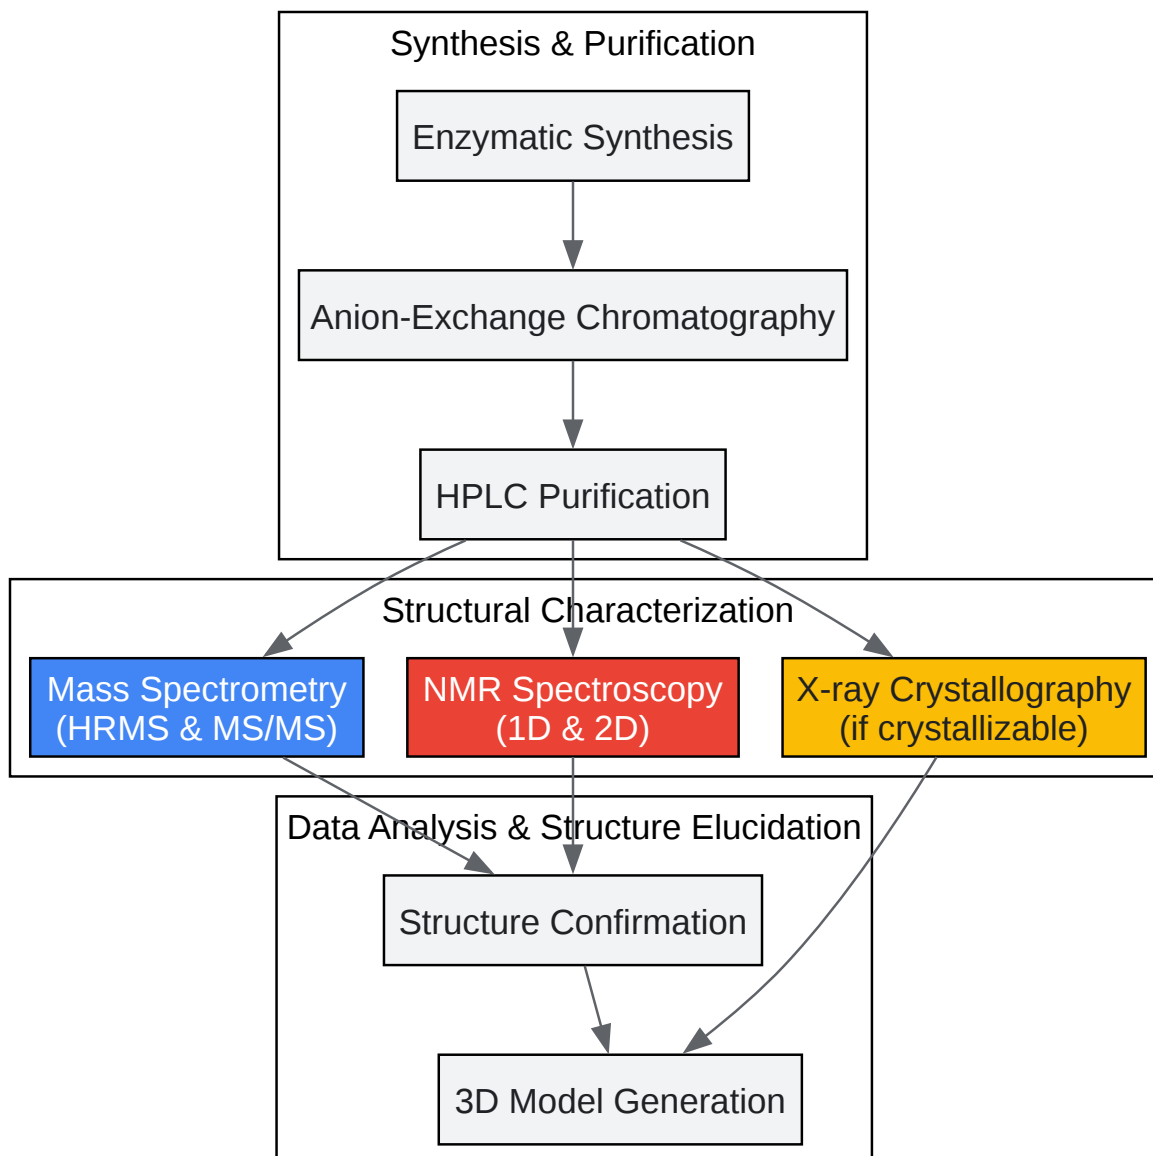 Synthesis & Purification
Enzymatic Synthesis
Anion-Exchange Chromatography
HPLC Purification
Structural Characterization
Mass Spectrometry
(HRMS & MS/MS)
NMR Spectroscopy
(1D & 2D)
X-ray Crystallography
(if crystallizable)
Data Analysis & Structure Elucidation
Structure Confirmation
3D Model Generation